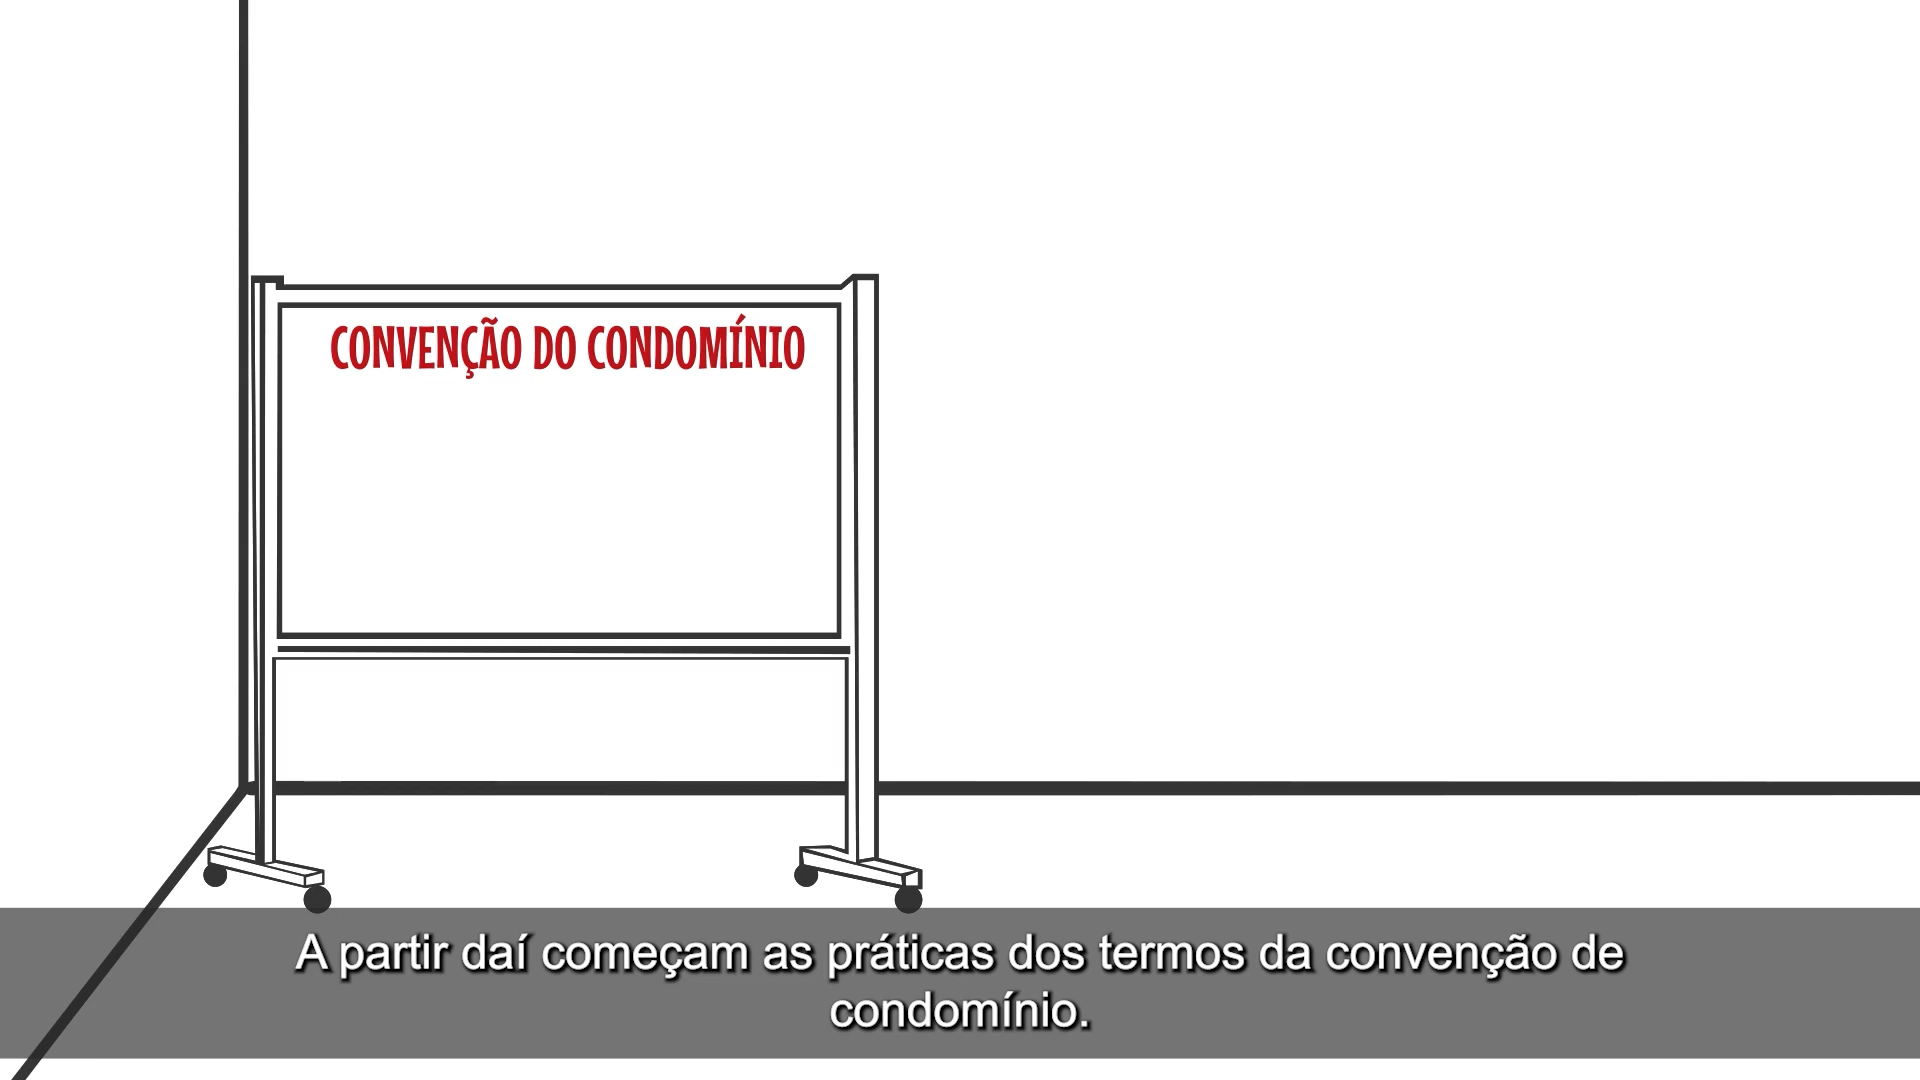 CONVENÇÃO DO CONDOMÍNIO
A partir daí começam as práticas dos termos da convenção de
condomínio.